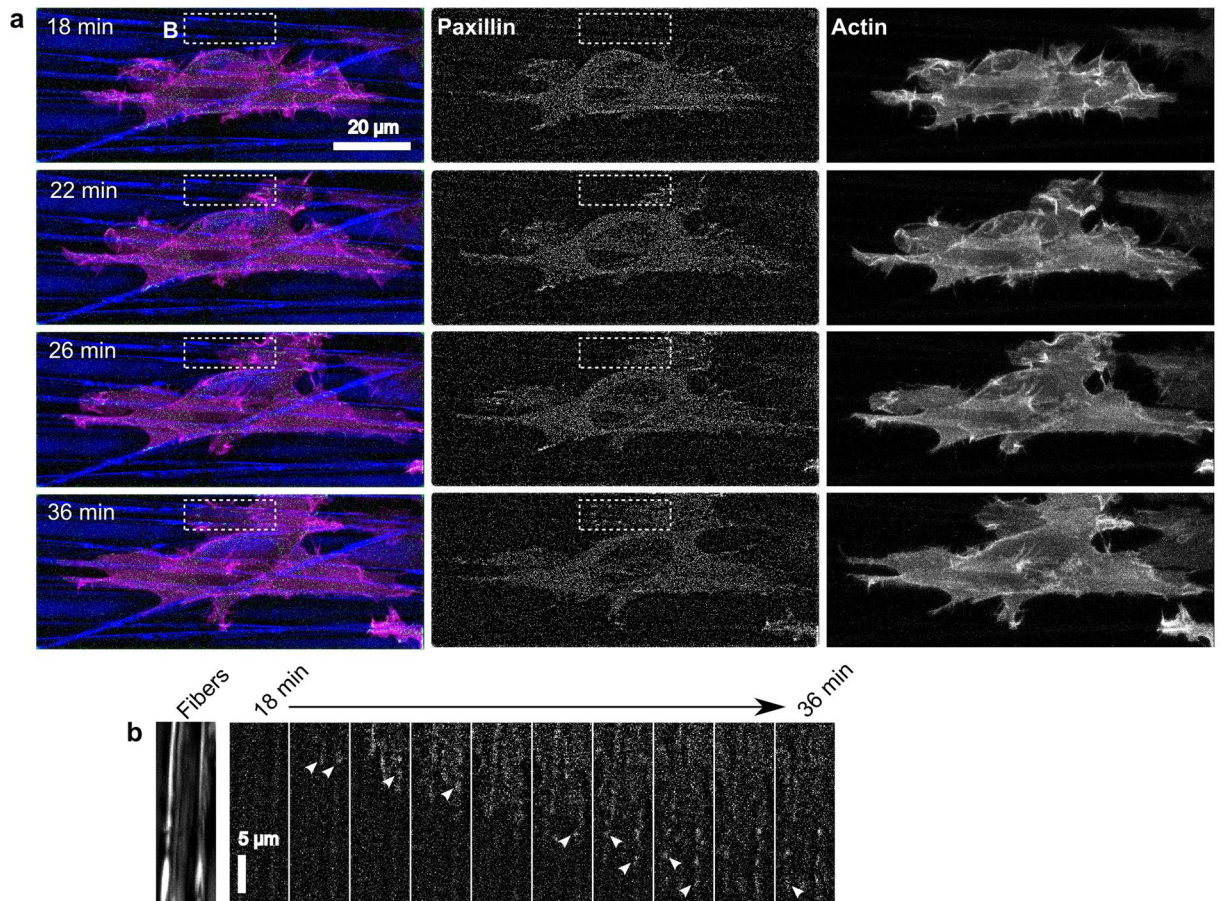 a
18 min
B
Paxillin
Actin
20 µm
22 min
26 min
36 min
b
Fibers
18 min
36 min
5 µm